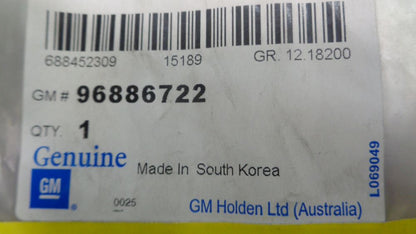 688452309 15189 GR. 12.18200
GM # 96886722
QTY. 1
Genuine
Made In South Korea
GM ®
0025
GM Holden Ltd (Australia)
L069049